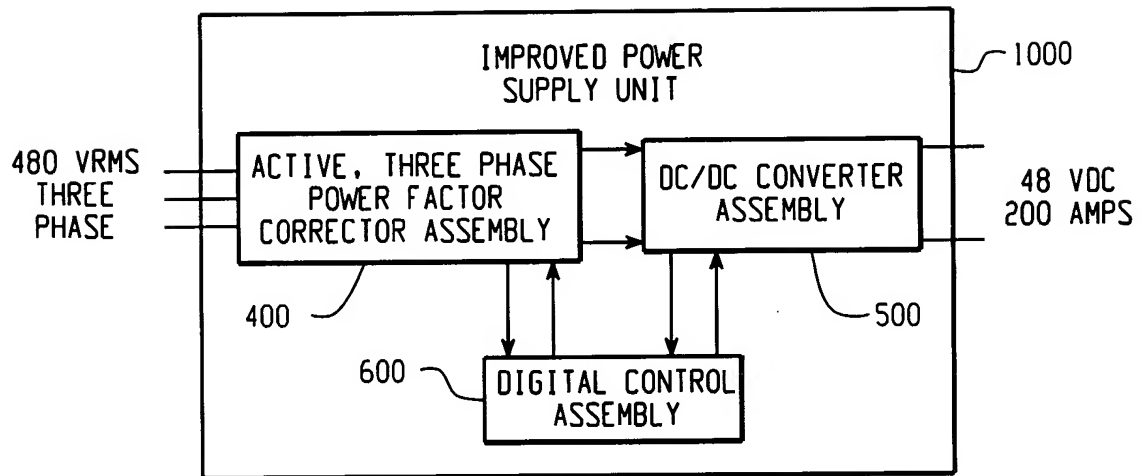 IMPROVED POWER
SUPPLY UNIT
1000
480 VRMS
THREE
PHASE
ACTIVE, THREE PHASE
POWER FACTOR
CORRECTOR ASSEMBLY
DC/DC CONVERTER
ASSEMBLY
48 VDC
200 AMPS
400
500
600
DIGITAL CONTROL
ASSEMBLY